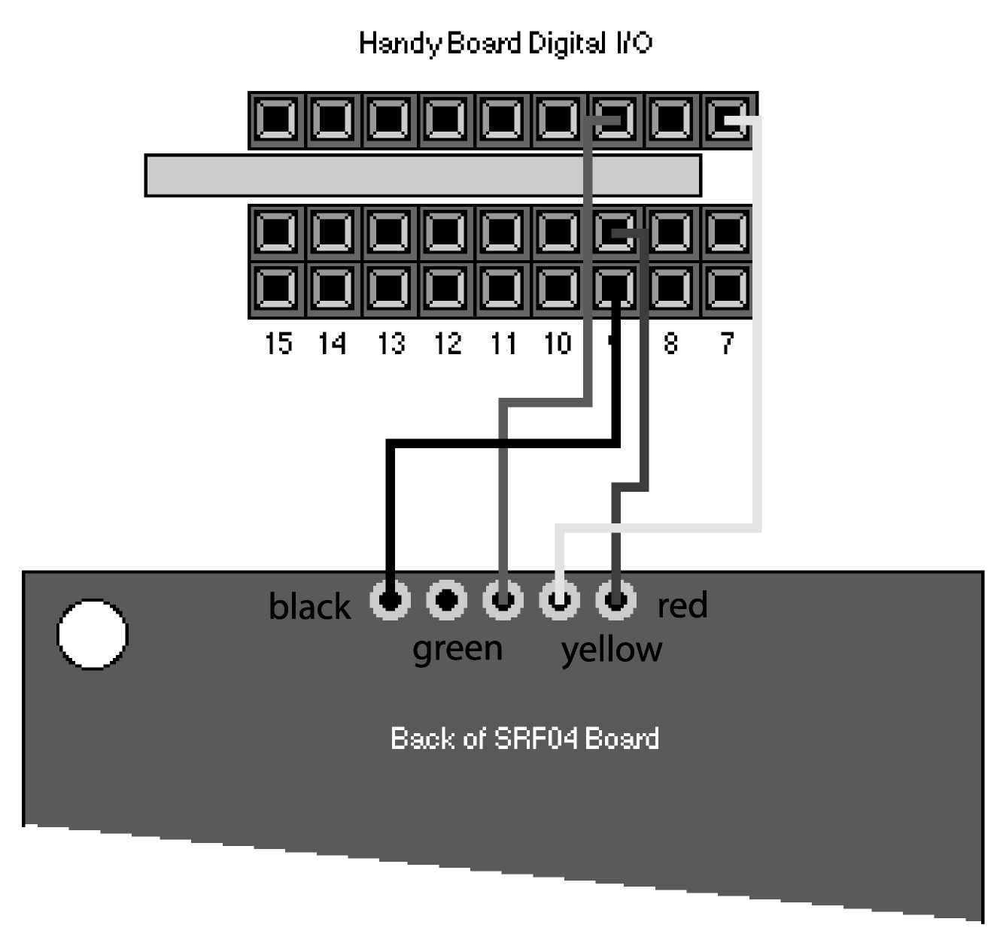 Handy Board Digital I/O
15 14 13 12 11 10 9 8 7
black red
green yellow
Back of SRF04 Board